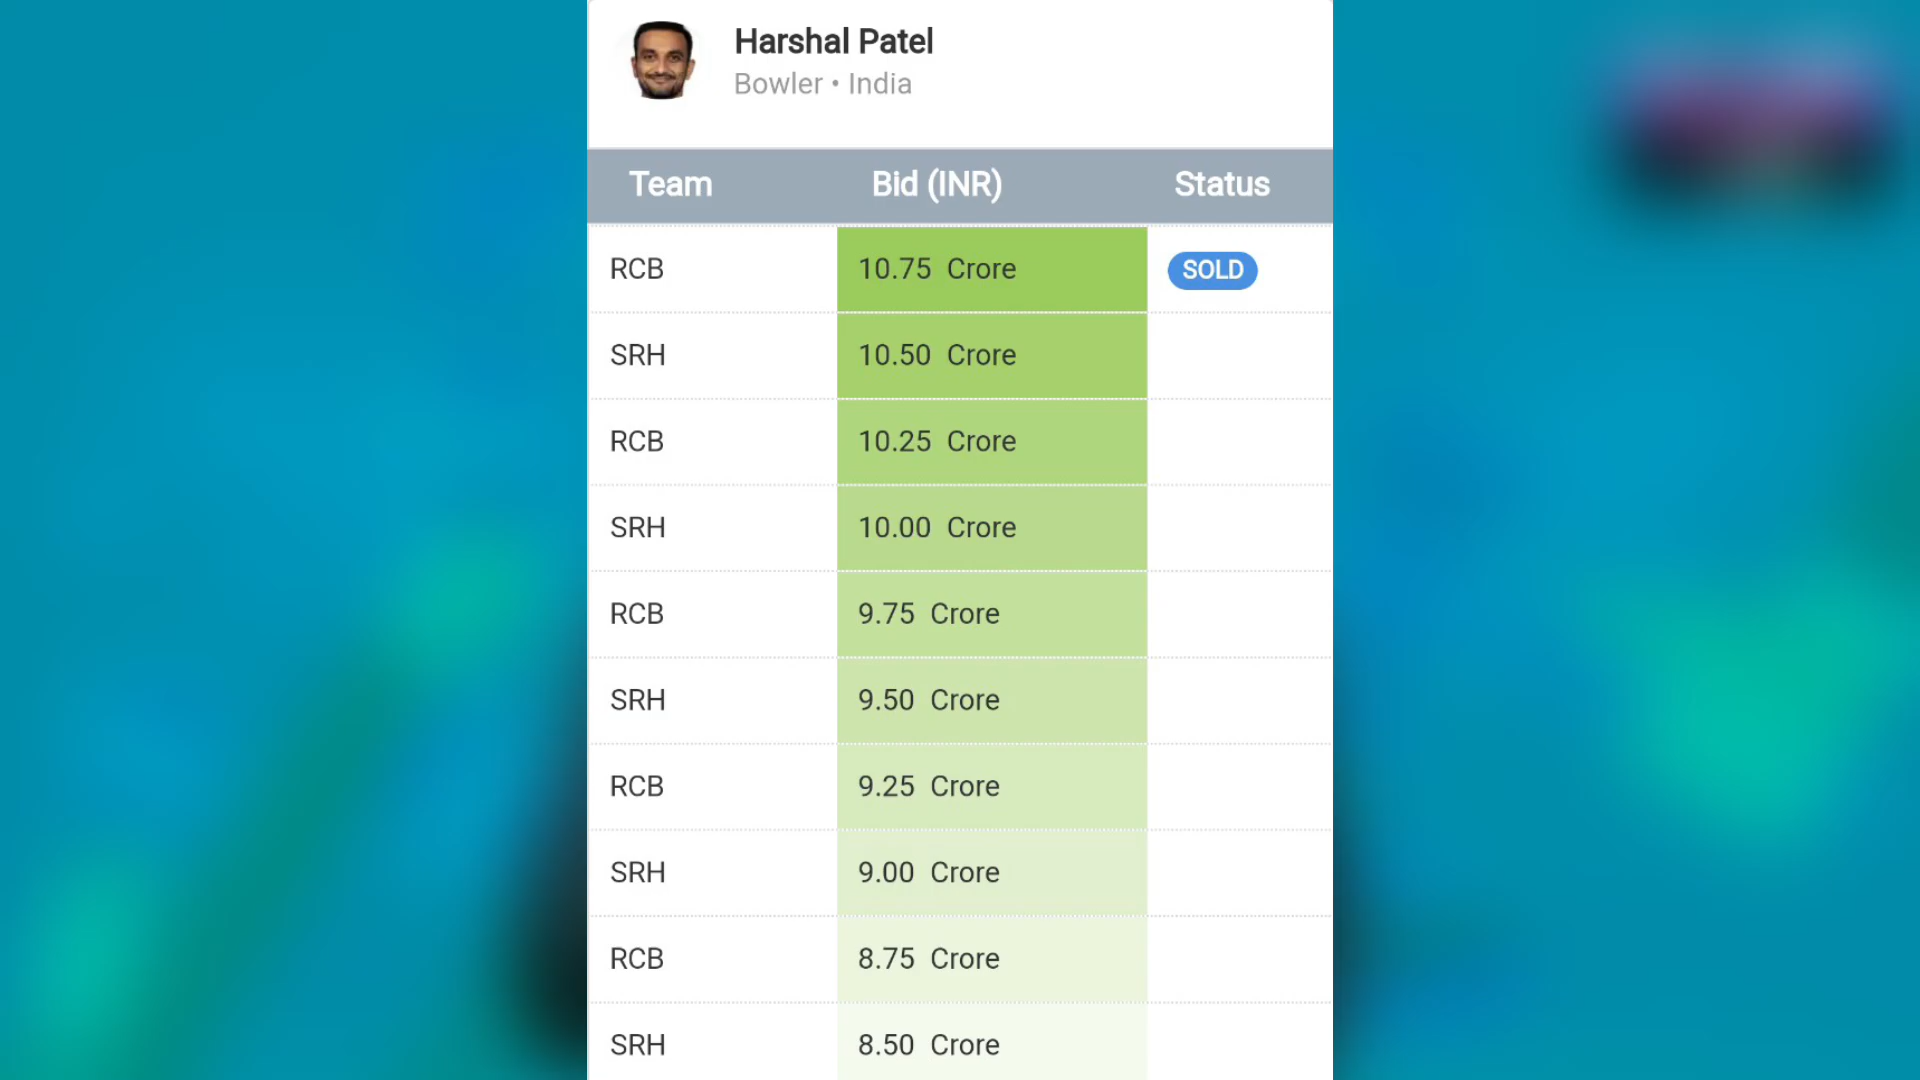 Harshal Patel
Bowler • India
Team Bid (INR) Status
RCB 10.75 Crore SOLD
SRH 10.50 Crore
RCB 10.25 Crore
SRH 10.00 Crore
RCB 9.75 Crore
SRH 9.50 Crore
RCB 9.25 Crore
SRH 9.00 Crore
RCB 8.75 Crore
SRH 8.50 Crore